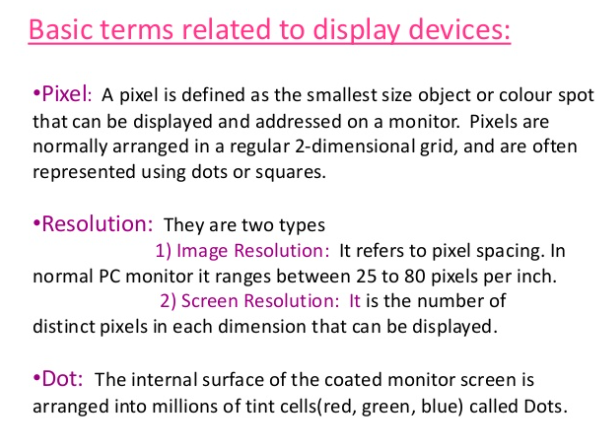 Basic terms related to display devices:
•Pixel: A pixel is defined as the smallest size object or colour spot
that can be displayed and addressed on a monitor. Pixels are
normally arranged in a regular 2-dimensional grid, and are often
represented using dots or squares.
•Resolution: They are two types
1) Image Resolution: It refers to pixel spacing. In
normal PC monitor it ranges between 25 to 80 pixels per inch.
2) Screen Resolution: It is the number of
distinct pixels in each dimension that can be displayed.
•Dot: The internal surface of the coated monitor screen is
arranged into millions of tint cells(red, green, blue) called Dots.